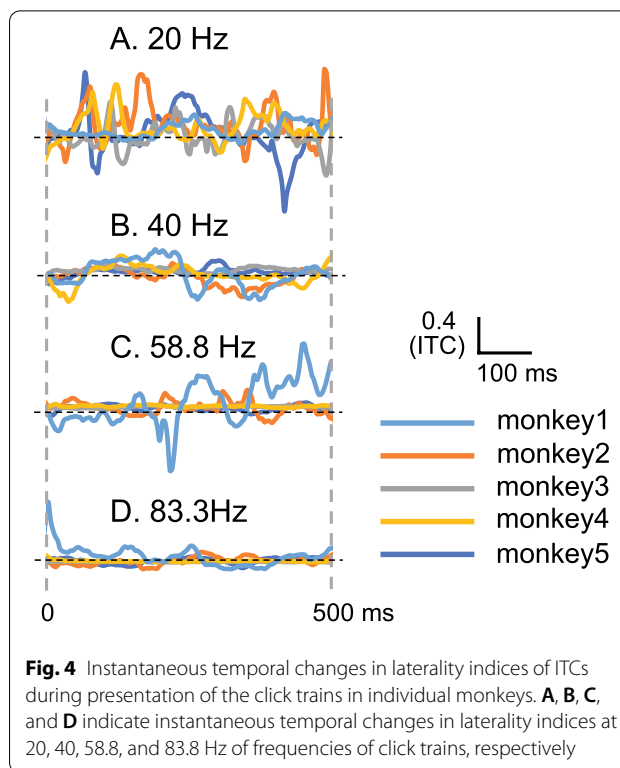 A. 20 Hz
B. 40 Hz
C. 58.8 Hz
D. 83.3Hz
0
500 ms
0.4
(ITC)
100 ms
monkey1
monkey2
monkey3
monkey4
monkey5
Fig. 4 Instantaneous temporal changes in laterality indices of ITCs
during presentation of the click trains in individual monkeys. A, B, C,
and D indicate instantaneous temporal changes in laterality indices at
20, 40, 58.8, and 83.8 Hz of frequencies of click trains, respectively